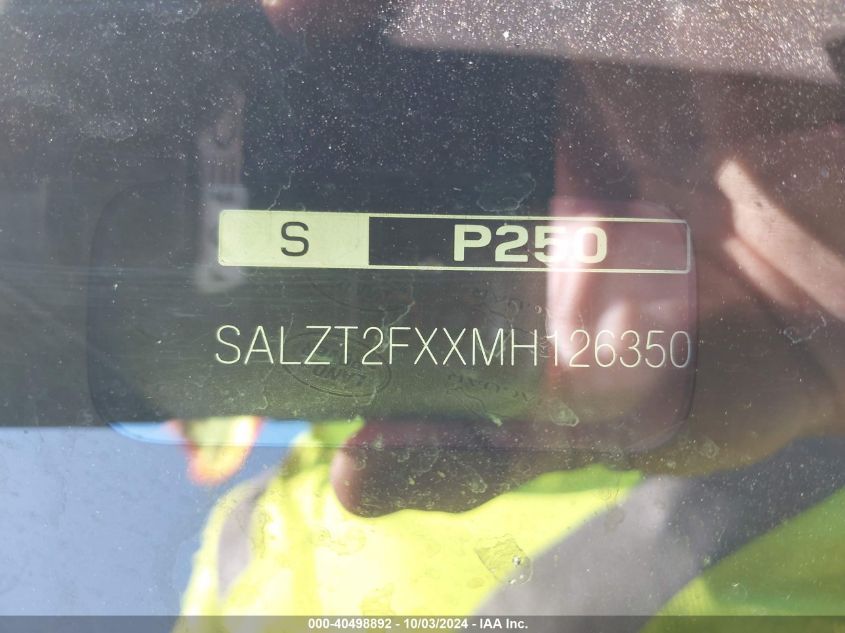 S P250
SALZT2FXXMH126350
000-40498892 - 10/03/2024 - IAA Inc.